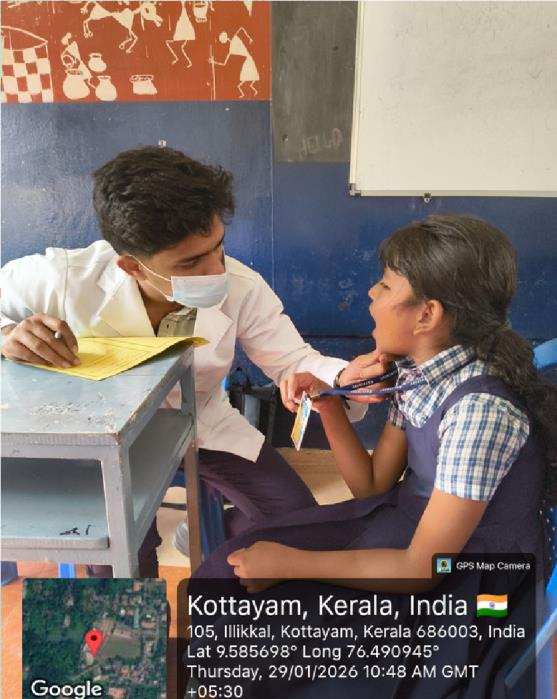 HELLO
GPS Map Camera
Kottayam, Kerala, India
105, Illikkal, Kottayam, Kerala 686003, India
Lat 9.585698° Long 76.490945°
Thursday, 29/01/2026 10:48 AM GMT
+05:30
Google